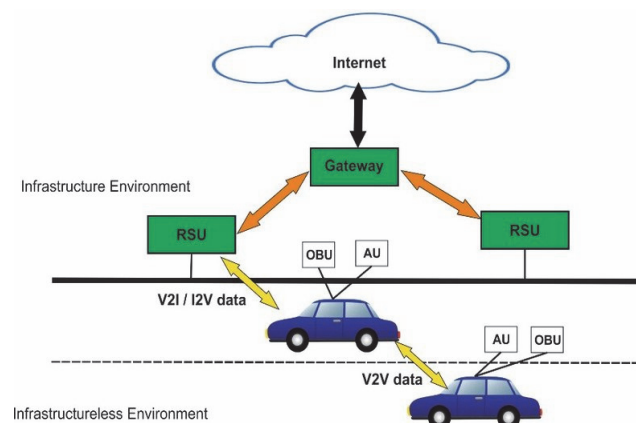 Internet
Gateway
Infrastructure Environment
RSU
RSU
OBU
AU
V2I / I2V data
AU
OBU
V2V data
Infrastructureless Environment